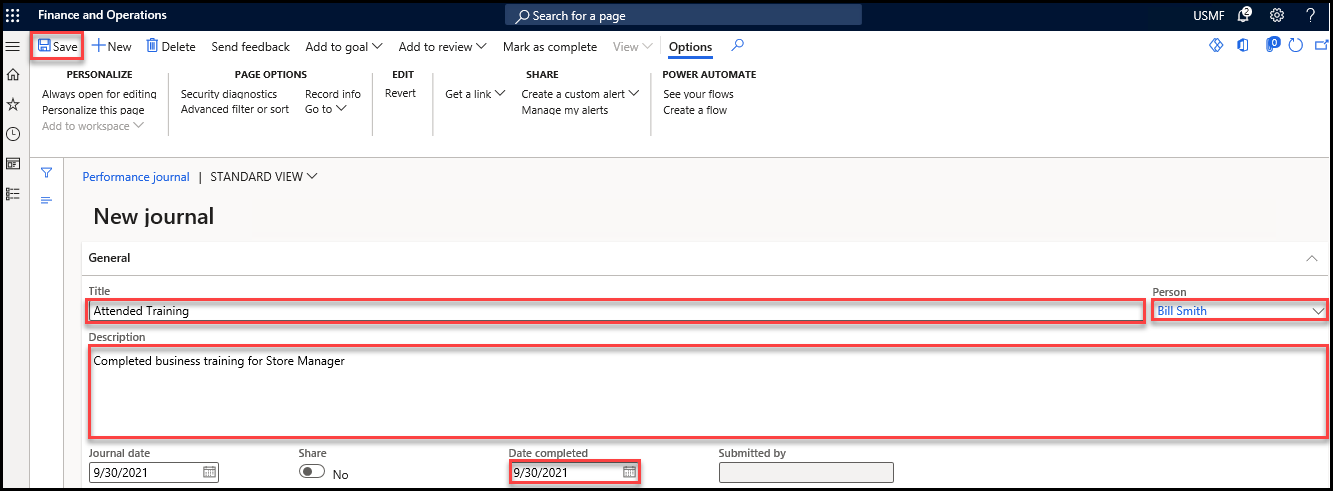 Finance and Operations
Search for a page
USMF
2
?
Save New Delete Send feedback Add to goal Add to review Mark as complete View Options
0
PERSONALIZE
Always open for editing
Personalize this page
Add to workspace
PAGE OPTIONS
Security diagnostics
Advanced filter or sort
Record info
Go to
EDIT
Revert
SHARE
Get a link
Create a custom alert
Manage my alerts
POWER AUTOMATE
See your flows
Create a flow
Performance journal | STANDARD VIEW
New journal
General
Title
Attended Training
Person
Bill Smith
Description
Completed business training for Store Manager
Journal date
9/30/2021
Share
No
Date completed
9/30/2021
Submitted by